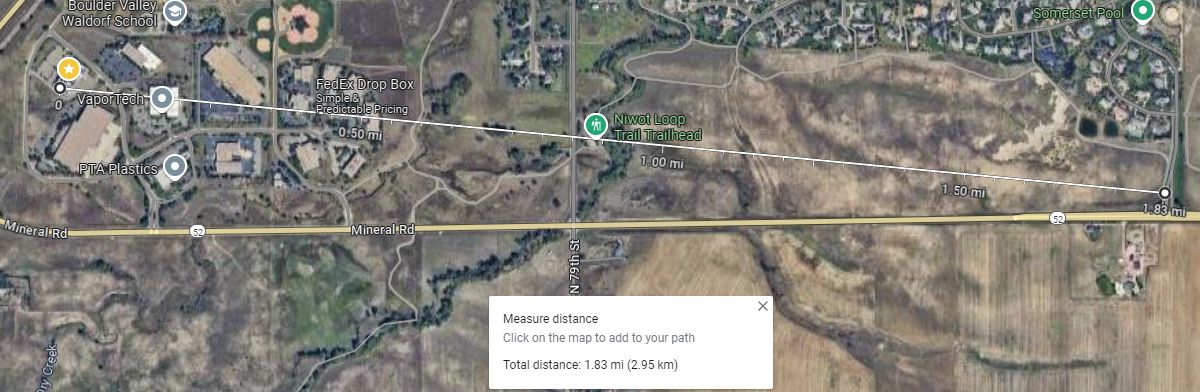 Boulder Valley
Waldorf School
Somerset Pool
FedEx Drop Box
Simple &
Predictable Pricing
0
VaporTech
Niwot Loop
Trail Trailhead
0.50 mi
1.00 mi
PTA Plastics
1.50 mi
1.83 mi
Mineral Rd
52
Mineral Rd
52
N 79th St
Dry Creek
Measure distance
Click on the map to add to your path
Total distance: 1.83 mi (2.95 km)